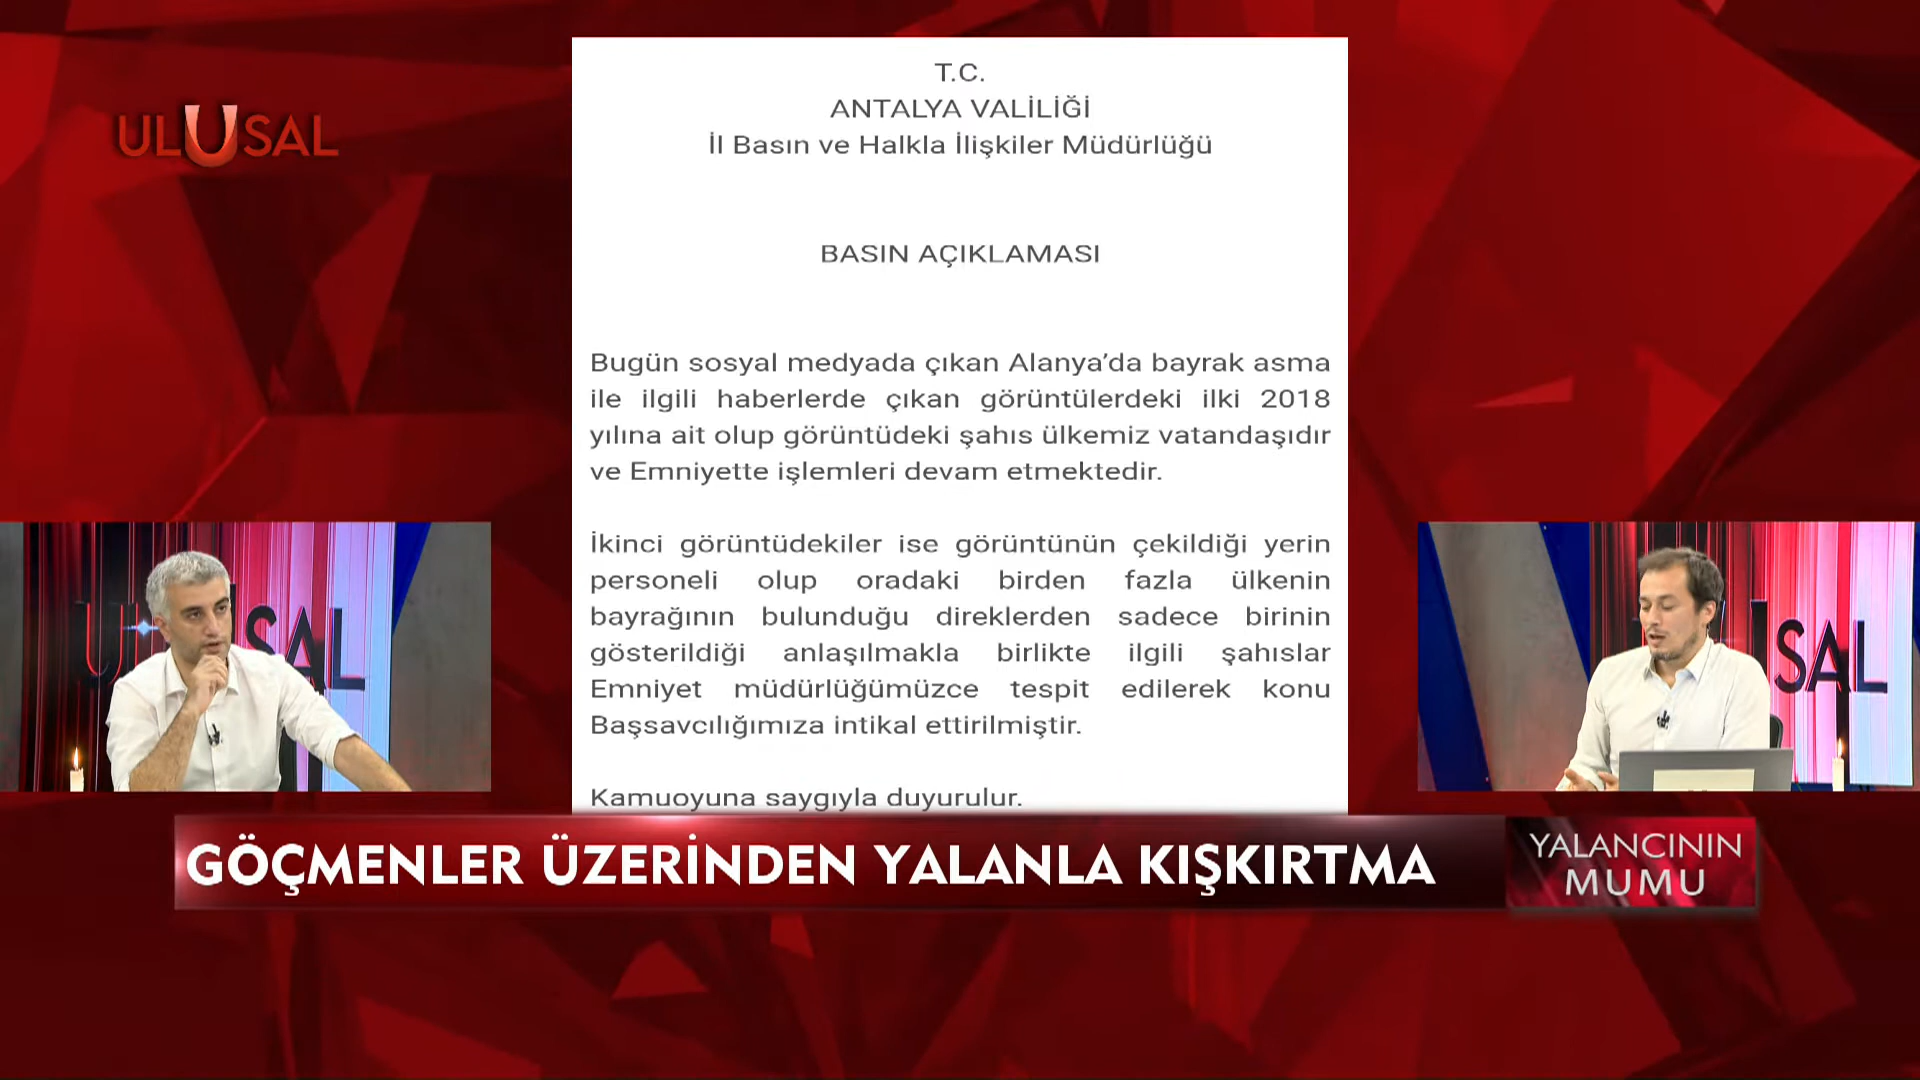 ULUSAL
T.C.
ANTALYA VALİLİĞİ
İl Basın ve Halkla İlişkiler Müdürlüğü
BASIN AÇIKLAMASI
Bugün sosyal medyada çıkan Alanya’da bayrak asma
ile ilgili haberlerde çıkan görüntülerdeki ilki 2018
yılına ait olup görüntüdeki şahıs ülkemiz vatandaşıdır
ve Emniyette işlemleri devam etmektedir.
İkinci görüntüdekiler ise görüntünün çekildiği yerin
personeli olup oradaki birden fazla ülkenin
bayrağının bulunduğu direklerden sadece birinin
gösterildiği anlaşılmakla birlikte ilgili şahıslar
Emniyet müdürlüğümüzce tespit edilerek konu
Başsavcılığımıza intikal ettirilmiştir.
Kamuoyuna saygıyla duyurulur.
U SAL
SAL
GÖÇMENLER ÜZERİNDEN YALANLA KIŞKIRTMA
YALANCININ
MUMU